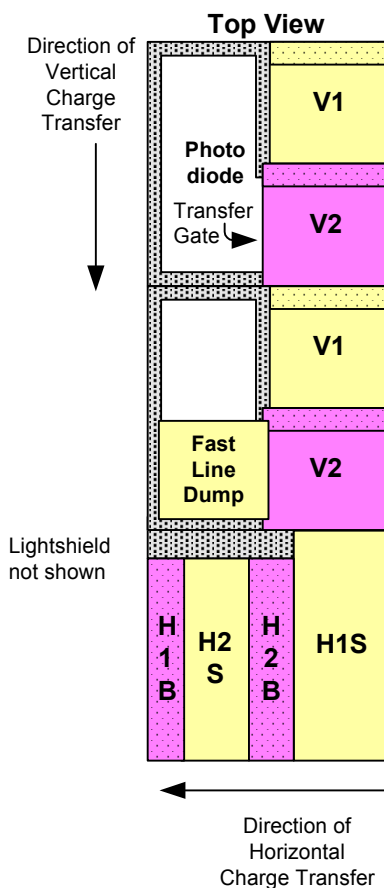 Top View
Direction of
Vertical
Charge
Transfer
V1
Photo
diode
Transfer
Gate
V2
V1
Fast
Line
Dump
V2
Lightshield
not shown
H
1
B
H2
S
H
2
B
H1S
Direction of
Horizontal
Charge Transfer